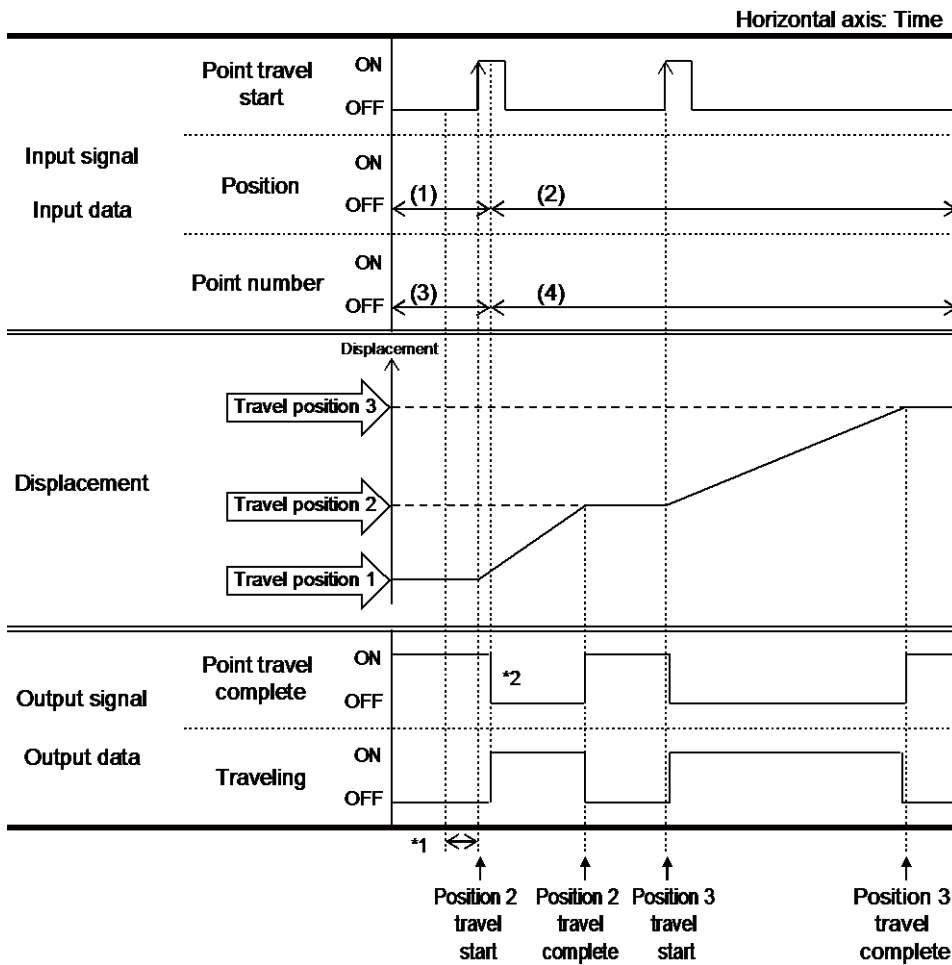 Horizontal axis: Time
Point travel
start
ON
OFF
Input signal
Input data
Position
ON
OFF
(1)
(2)
Point number
ON
OFF
(3)
(4)
Displacement
Travel position 3
Displacement
Travel position 2
Travel position 1
Output signal
Output data
Point travel
complete
ON
OFF
*2
Traveling
ON
OFF
*1
Position 2
travel
start
Position 2
travel
complete
Position 3
travel
start
Position 3
travel
complete